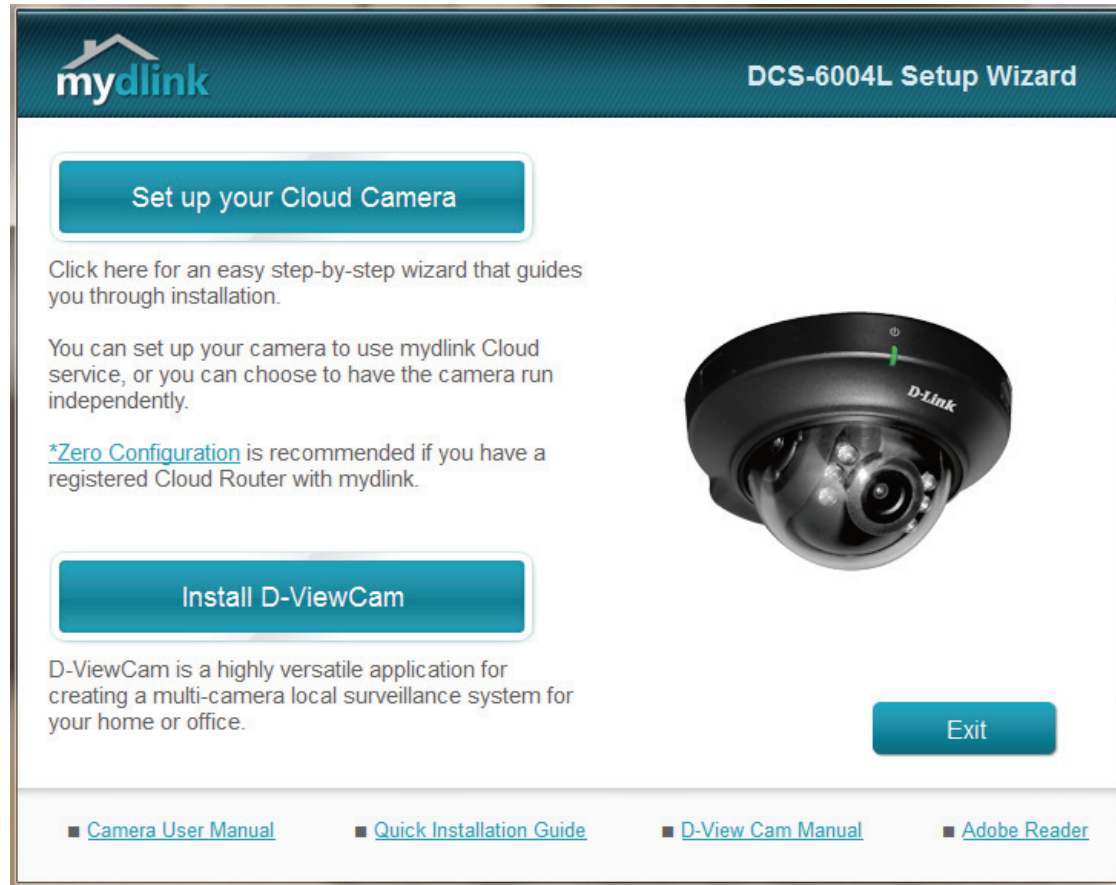 mydlink
DCS-6004L Setup Wizard
Set up your Cloud Camera
Click here for an easy step-by-step wizard that guides
you through installation.
You can set up your camera to use mydlink Cloud
service, or you can choose to have the camera run
independently.
*Zero Configuration is recommended if you have a
registered Cloud Router with mydlink.
D-Link
Install D-ViewCam
D-ViewCam is a highly versatile application for
creating a multi-camera local surveillance system for
your home or office.
Exit
Camera User Manual
Quick Installation Guide
D-View Cam Manual
Adobe Reader